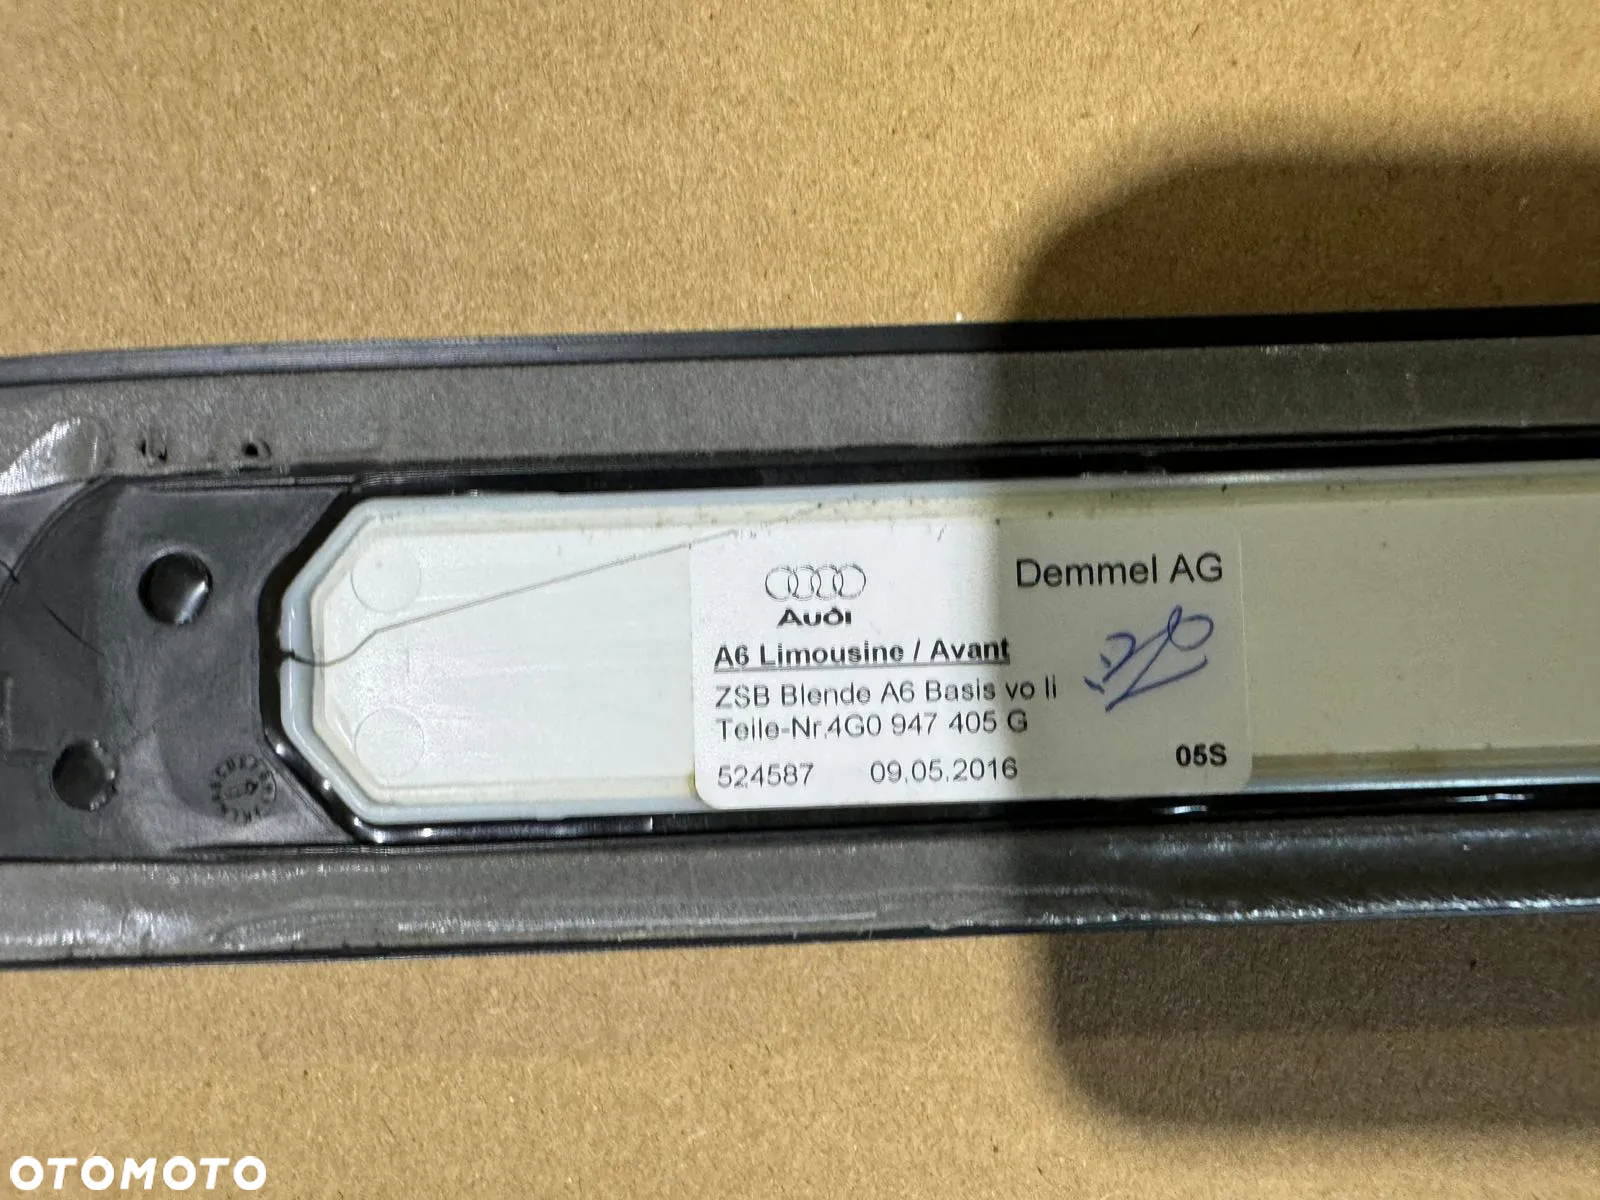 Audi
Demmel AG
A6 Limousine / Avant
ZSB Blende A6 Basis vo li
Teile-Nr.4G0 947 405 G
524587 09.05.2016 05S
OTOMOTO